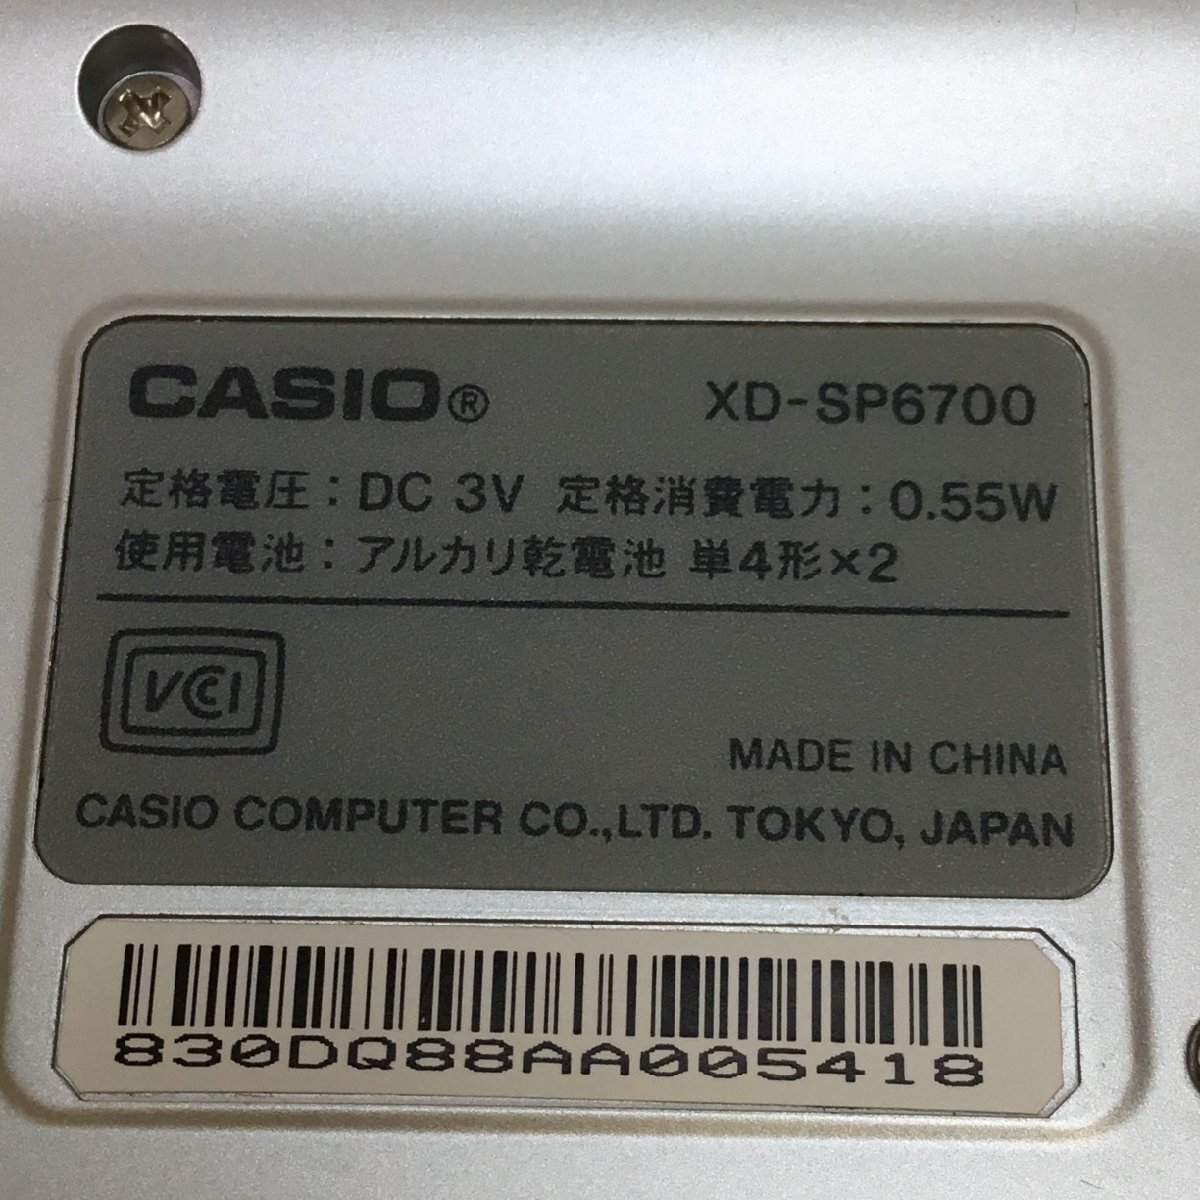 CASIO® XD-SP6700
定格電圧：DC 3V 定格消費電力：0.55W
使用電池：アルカリ乾電池 単4形×2
VCCI
MADE IN CHINA
CASIO COMPUTER CO.,LTD. TOKYO, JAPAN
830DQ88AA005418